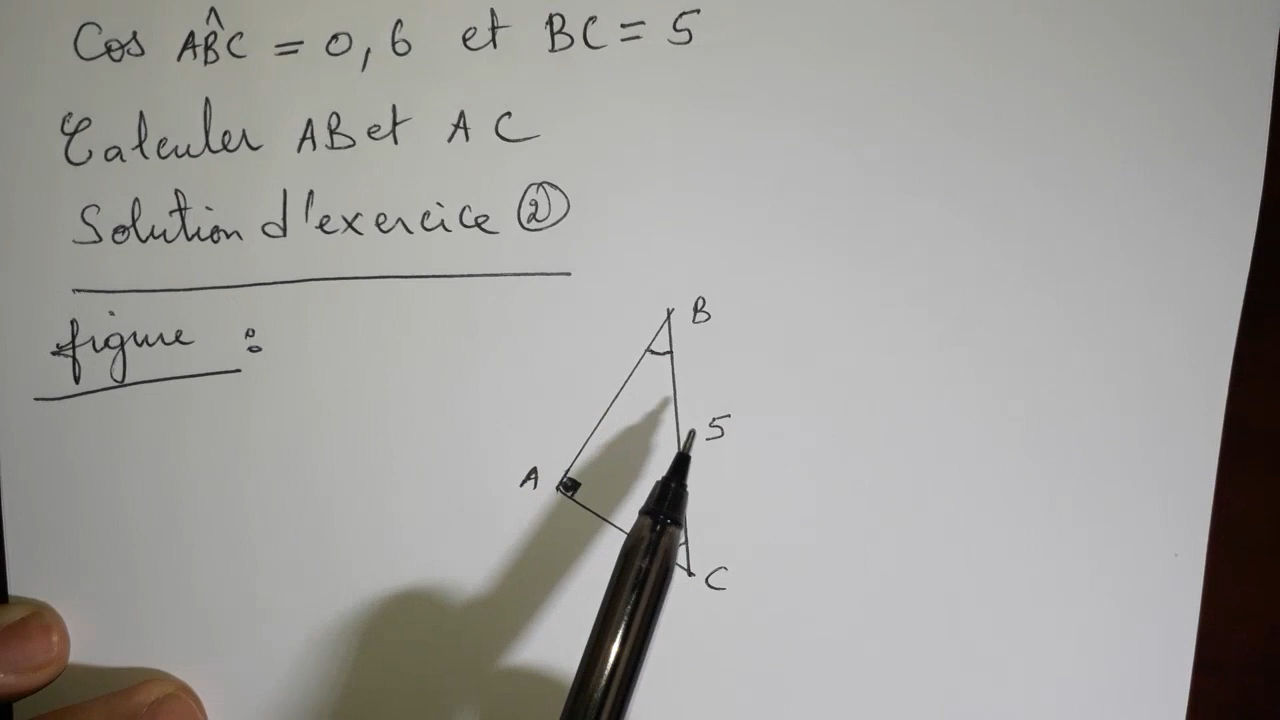 Cos AB̂C = 0,6 et BC = 5
Calculer AB et AC
Solution d'exercice ②
figure :
B
5
A
C